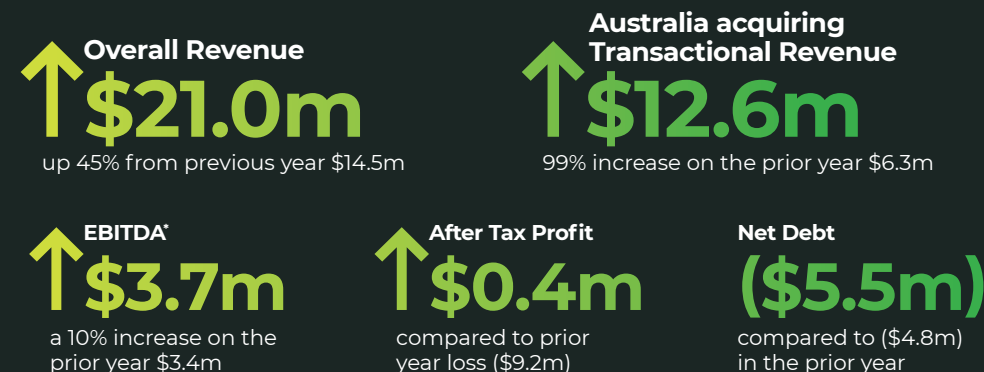 Overall Revenue
$21.0m
up 45% from previous year $14.5m
Australia acquiring
Transactional Revenue
$12.6m
99% increase on the prior year $6.3m
EBITDA*
$3.7m
a 10% increase on the
prior year $3.4m
After Tax Profit
$0.4m
compared to prior
year loss ($9.2m)
Net Debt
($5.5m)
compared to ($4.8m)
in the prior year